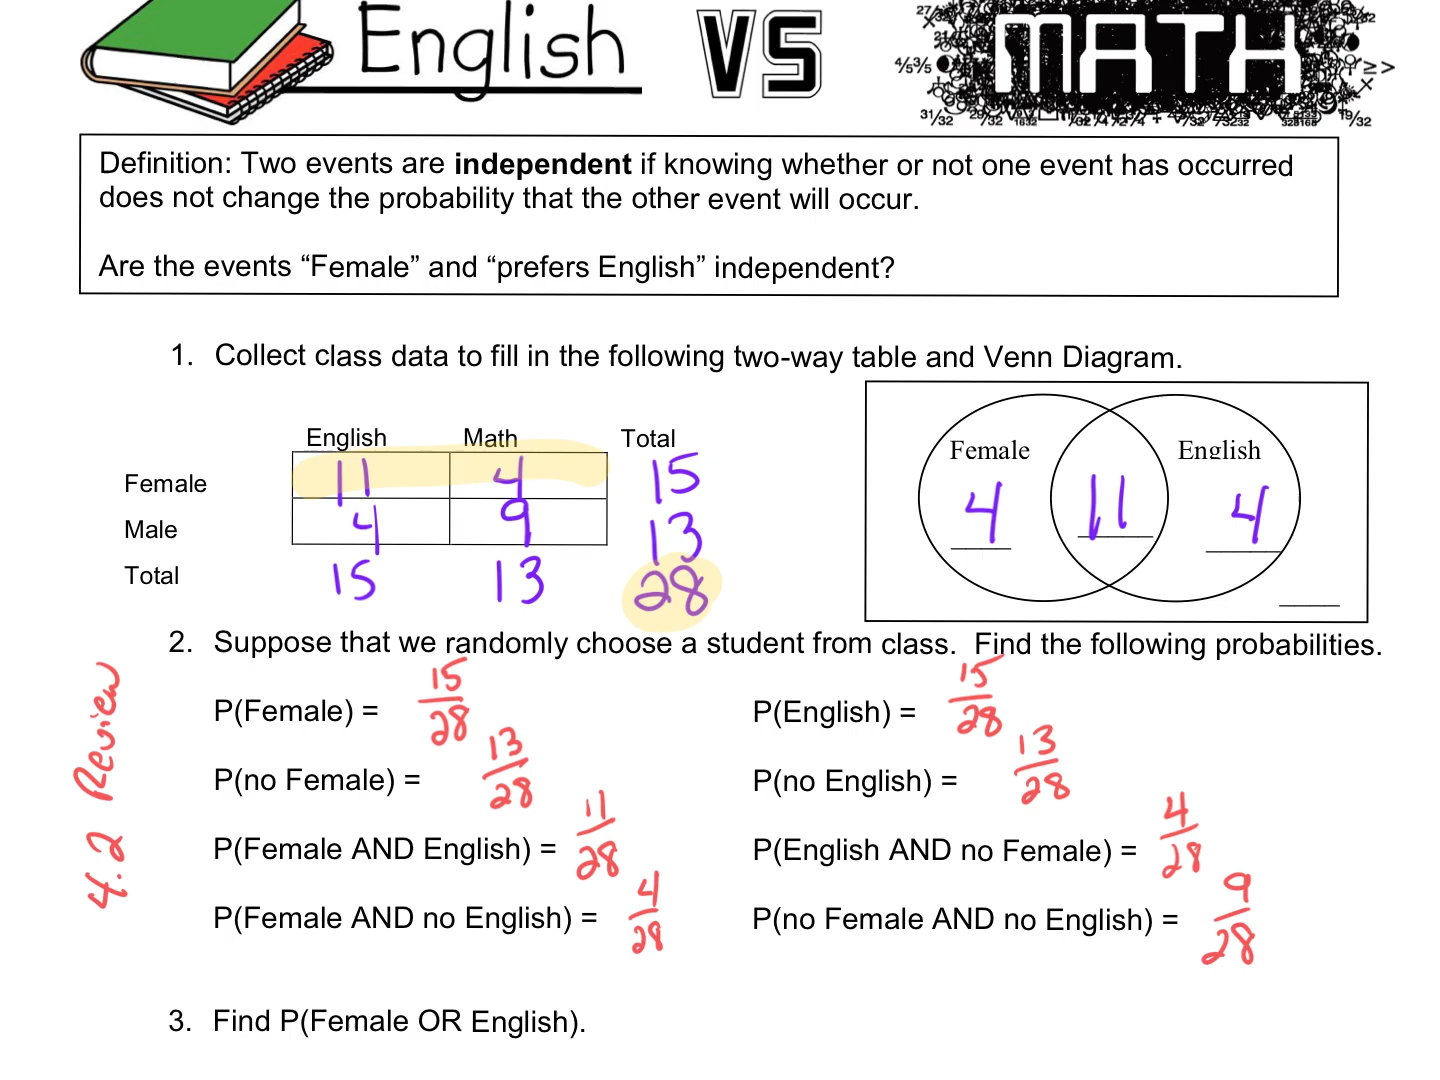 English VS MATH
Definition: Two events are independent if knowing whether or not one event has occurred
does not change the probability that the other event will occur.
Are the events “Female” and “prefers English” independent?
1. Collect class data to fill in the following two-way table and Venn Diagram.
English Math Total
Female 11 4 15
Male 4 9 13
Total 15 13 28
Female English
4 11 4
2. Suppose that we randomly choose a student from class. Find the following probabilities.
4.2 Review
P(Female) = 15/28 P(English) = 15/28
P(no Female) = 13/28 P(no English) = 13/28
P(Female AND English) = 11/28 P(English AND no Female) = 4/28
P(Female AND no English) = 4/28 P(no Female AND no English) = 9/28
3. Find P(Female OR English).